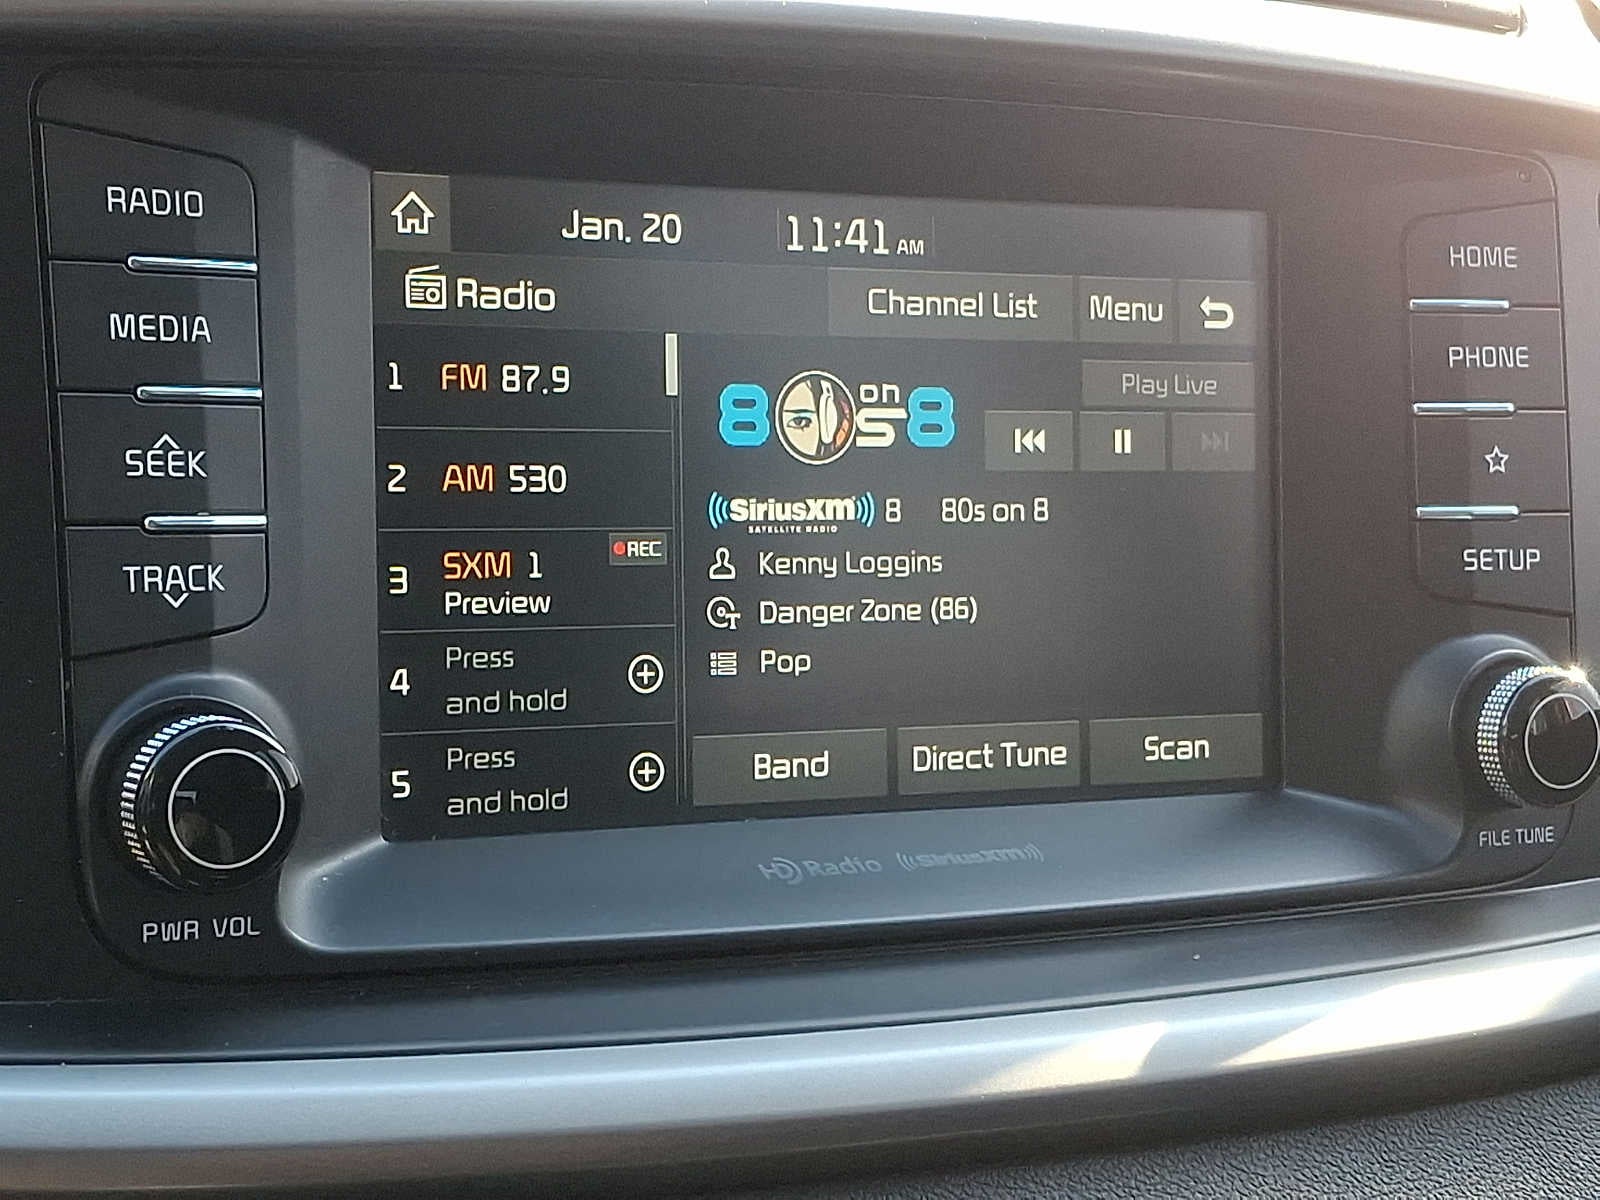 RADIO
MEDIA
SEEK
TRACK
PWR VOL
Jan. 20 11:41 AM
Radio
Channel List
Menu
1 FM 87.9
2 AM 530
3 SXM 1
REC
Preview
4 Press
and hold
5 Press
and hold
80s on 8
Play Live
SiriusXM 8 80s on 8
SATELLITE RADIO
Kenny Loggins
Danger Zone (86)
Pop
Band
Direct Tune
Scan
HD Radio SiriusXM
HOME
PHONE
SETUP
FILE TUNE